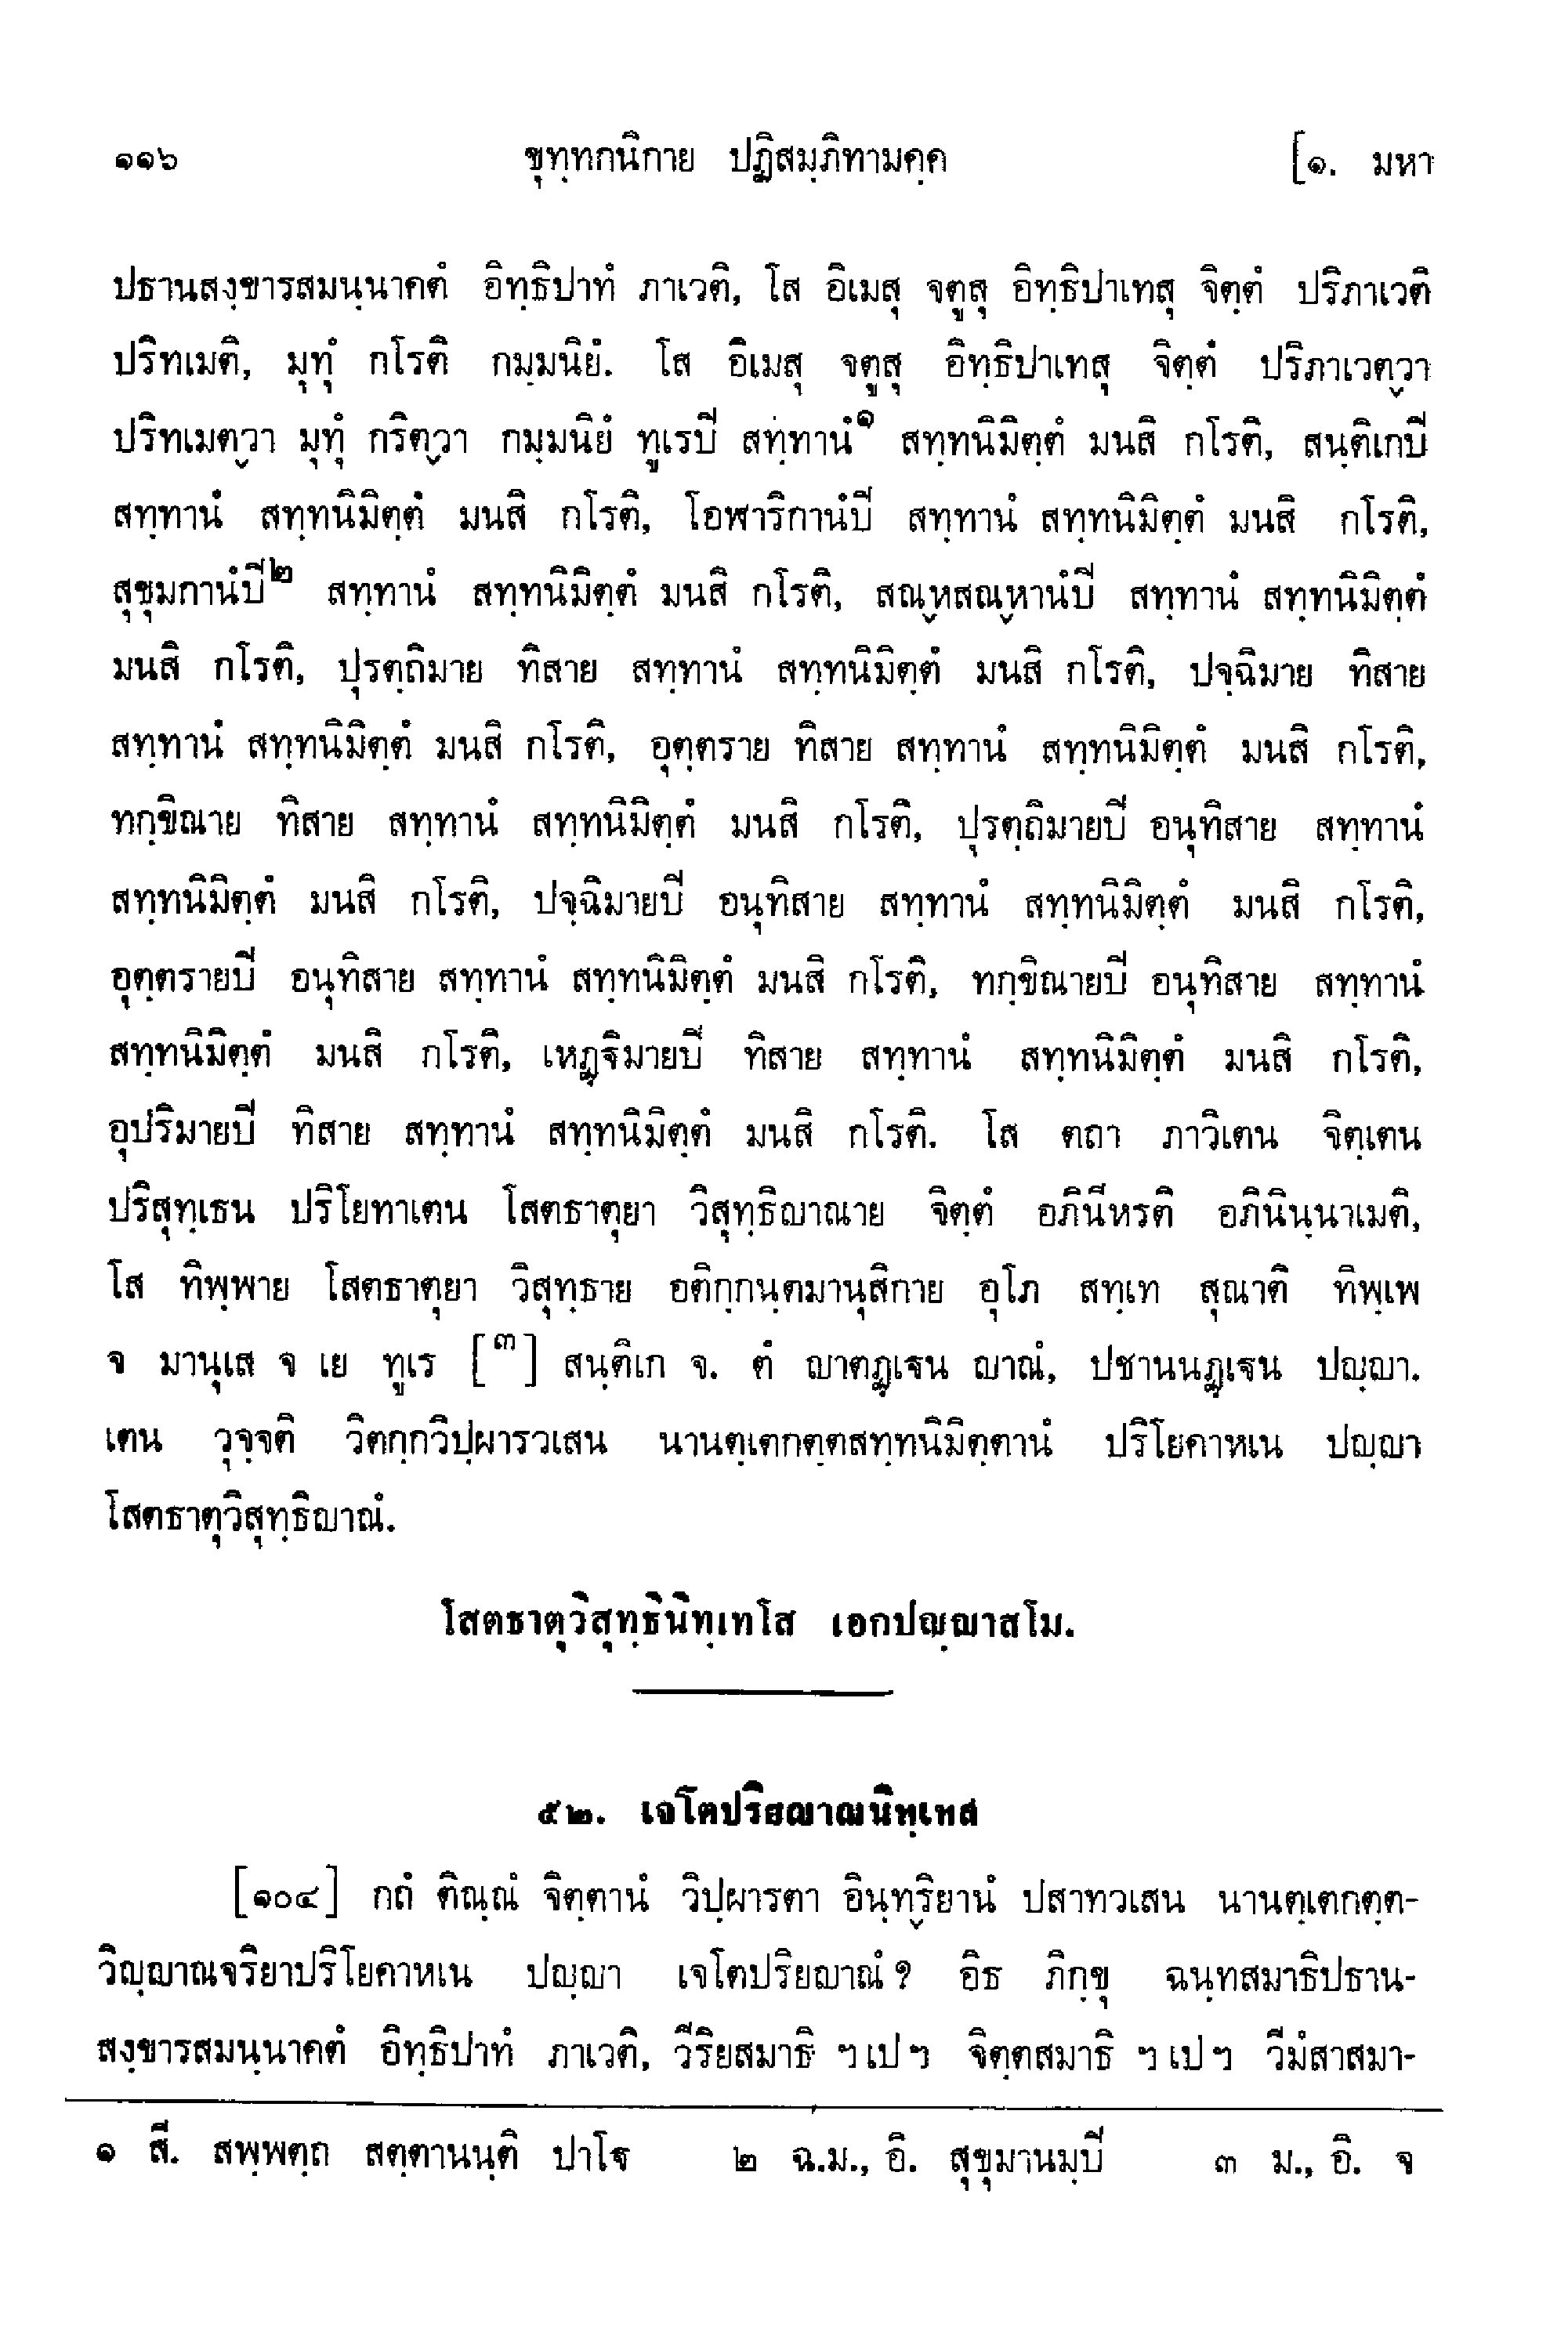 ๑๑๖ ขุทฺทกนิกาย ปฏิสมฺภิทามคฺค [๑. มหา
ปธานสงฺขารสมนฺนาคตํ อิทฺธิปาทํ ภาเวติ, โส อิเมสุ จตูสุ อิทฺธิปาเทสุ จิตฺตํ ปริภาเวติ
ปริทเมติ, มุทุํ กโรติ กมฺมนิยํ. โส อิเมสุ จตูสุ อิทฺธิปาเทสุ จิตฺตํ ปริภาเวตฺวา
ปริทเมตฺวา มุทุํ กริตฺวา กมฺมนิยํ ทูเรปี สทฺทานํ๑ สทฺทนิมิตฺตํ มนสิ กโรติ, สนฺติเกปี
สทฺทานํ สทฺทนิมิตฺตํ มนสิ กโรติ, โอฬาริกานํปี สทฺทานํ สทฺทนิมิตฺตํ มนสิ กโรติ,
สุขุมกานํปี๒ สทฺทานํ สทฺทนิมิตฺตํ มนสิ กโรติ, สณฺหสณฺหานํปี สทฺทานํ สทฺทนิมิตฺตํ
มนสิ กโรติ, ปุรตฺถิมาย ทิสาย สทฺทานํ สทฺทนิมิตฺตํ มนสิ กโรติ, ปจฺฉิมาย ทิสาย
สทฺทานํ สทฺทนิมิตฺตํ มนสิ กโรติ, อุตฺตราย ทิสาย สทฺทานํ สทฺทนิมิตฺตํ มนสิ กโรติ,
ทกฺขิณาย ทิสาย สทฺทานํ สทฺทนิมิตฺตํ มนสิ กโรติ, ปุรตฺถิมายปี อนุทิสาย สทฺทานํ
สทฺทนิมิตฺตํ มนสิ กโรติ, ปจฺฉิมายปี อนุทิสาย สทฺทานํ สทฺทนิมิตฺตํ มนสิ กโรติ,
อุตฺตรายปี อนุทิสาย สทฺทานํ สทฺทนิมิตฺตํ มนสิ กโรติ, ทกฺขิณายปี อนุทิสาย สทฺทานํ
สทฺทนิมิตฺตํ มนสิ กโรติ, เหฏฺฐิมายปี ทิสาย สทฺทานํ สทฺทนิมิตฺตํ มนสิ กโรติ,
อุปริมายปี ทิสาย สทฺทานํ สทฺทนิมิตฺตํ มนสิ กโรติ. โส ตถา ภาวิเตน จิตฺเตน
ปริสุทฺเธน ปริโยทาเตน โสตธาตุยา วิสุทฺธิญาณาย จิตฺตํ อภินีหรติ อภินินฺนาเมติ,
โส ทิพฺพาย โสตธาตุยา วิสุทฺธาย อติกฺกนฺตมานุสิกาย อุโภ สทฺเท สุณาติ ทิพฺเพ
จ มานุเส จ เย ทูเร [๓] สนฺติเก จ. ตํ ญาตฏฺเฐน ญาณํ, ปชานนฏฺเฐน ปญฺญา.
เตน วุจฺจติ วิตกฺกวิปฺผารวเสน นานตฺเตกตฺตสทฺทนิมิตฺตานํ ปริโยคาหเน ปญฺญา
โสตธาตุวิสุทฺธิญาณํ.
โสตธาตุวิสุทฺธินิทฺเทโส เอกปญฺญาสโม.
๕๒. เจโตปริยญาณนิทฺเทส
[๑๐๔] กถํ ติณฺณํ จิตฺตานํ วิปฺผารตา อินฺทฺริยานํ ปสาทวเสน นานตฺเตกตฺต-
วิญฺญาณจริยาปริโยคาหเน ปญฺญา เจโตปริยญาณํ ? อิธ ภิกฺขุ ฉนฺทสมาธิปธาน-
สงฺขารสมนฺนาคตํ อิทฺธิปาทํ ภาเวติ, วีริยสมาธิ ฯ เป ฯ จิตฺตสมาธิ ฯ เป ฯ วีมํสาสมา-
๑ สี. สพฺพตฺถ สตฺตานนฺติ ปาโฐ ๒ ฉ.ม., อิ. สุขุมานมฺปี ๓ ม., อิ. จ